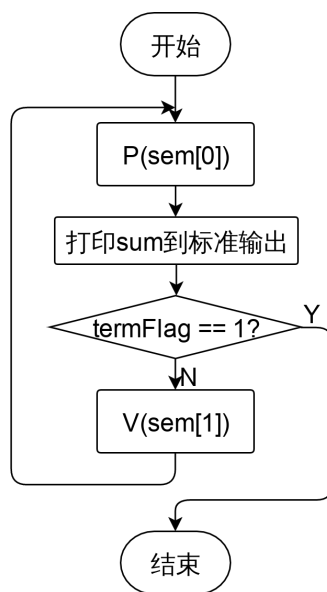 开始
P(sem[0])
打印sum到标准输出
termFlag == 1?
Y
N
V(sem[1])
结束